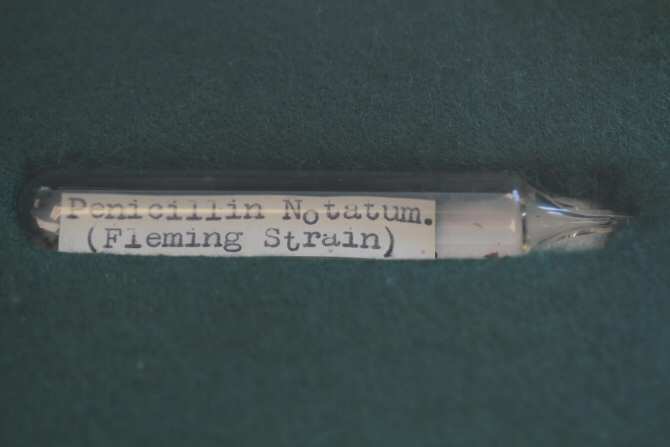 Penicillin Notatum.
(Fleming Strain)